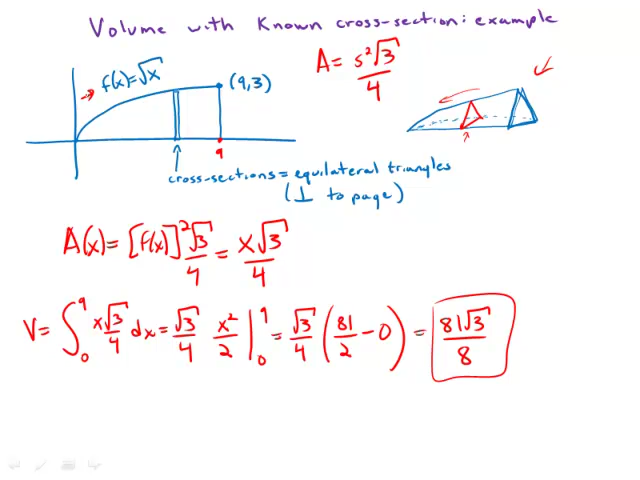 Volume with Known cross-section: example
f(x)=√x
(9,3)
A = s²√3/4
9
cross-sections = equilateral triangles
(⊥ to page)
A(x) = [f(x)]²√3/4 = x√3/4
V = ∫₀⁹ x√3/4 dx = √3/4 x²/2 |₀⁹ = √3/4 (81/2 − 0) = 81√3/8